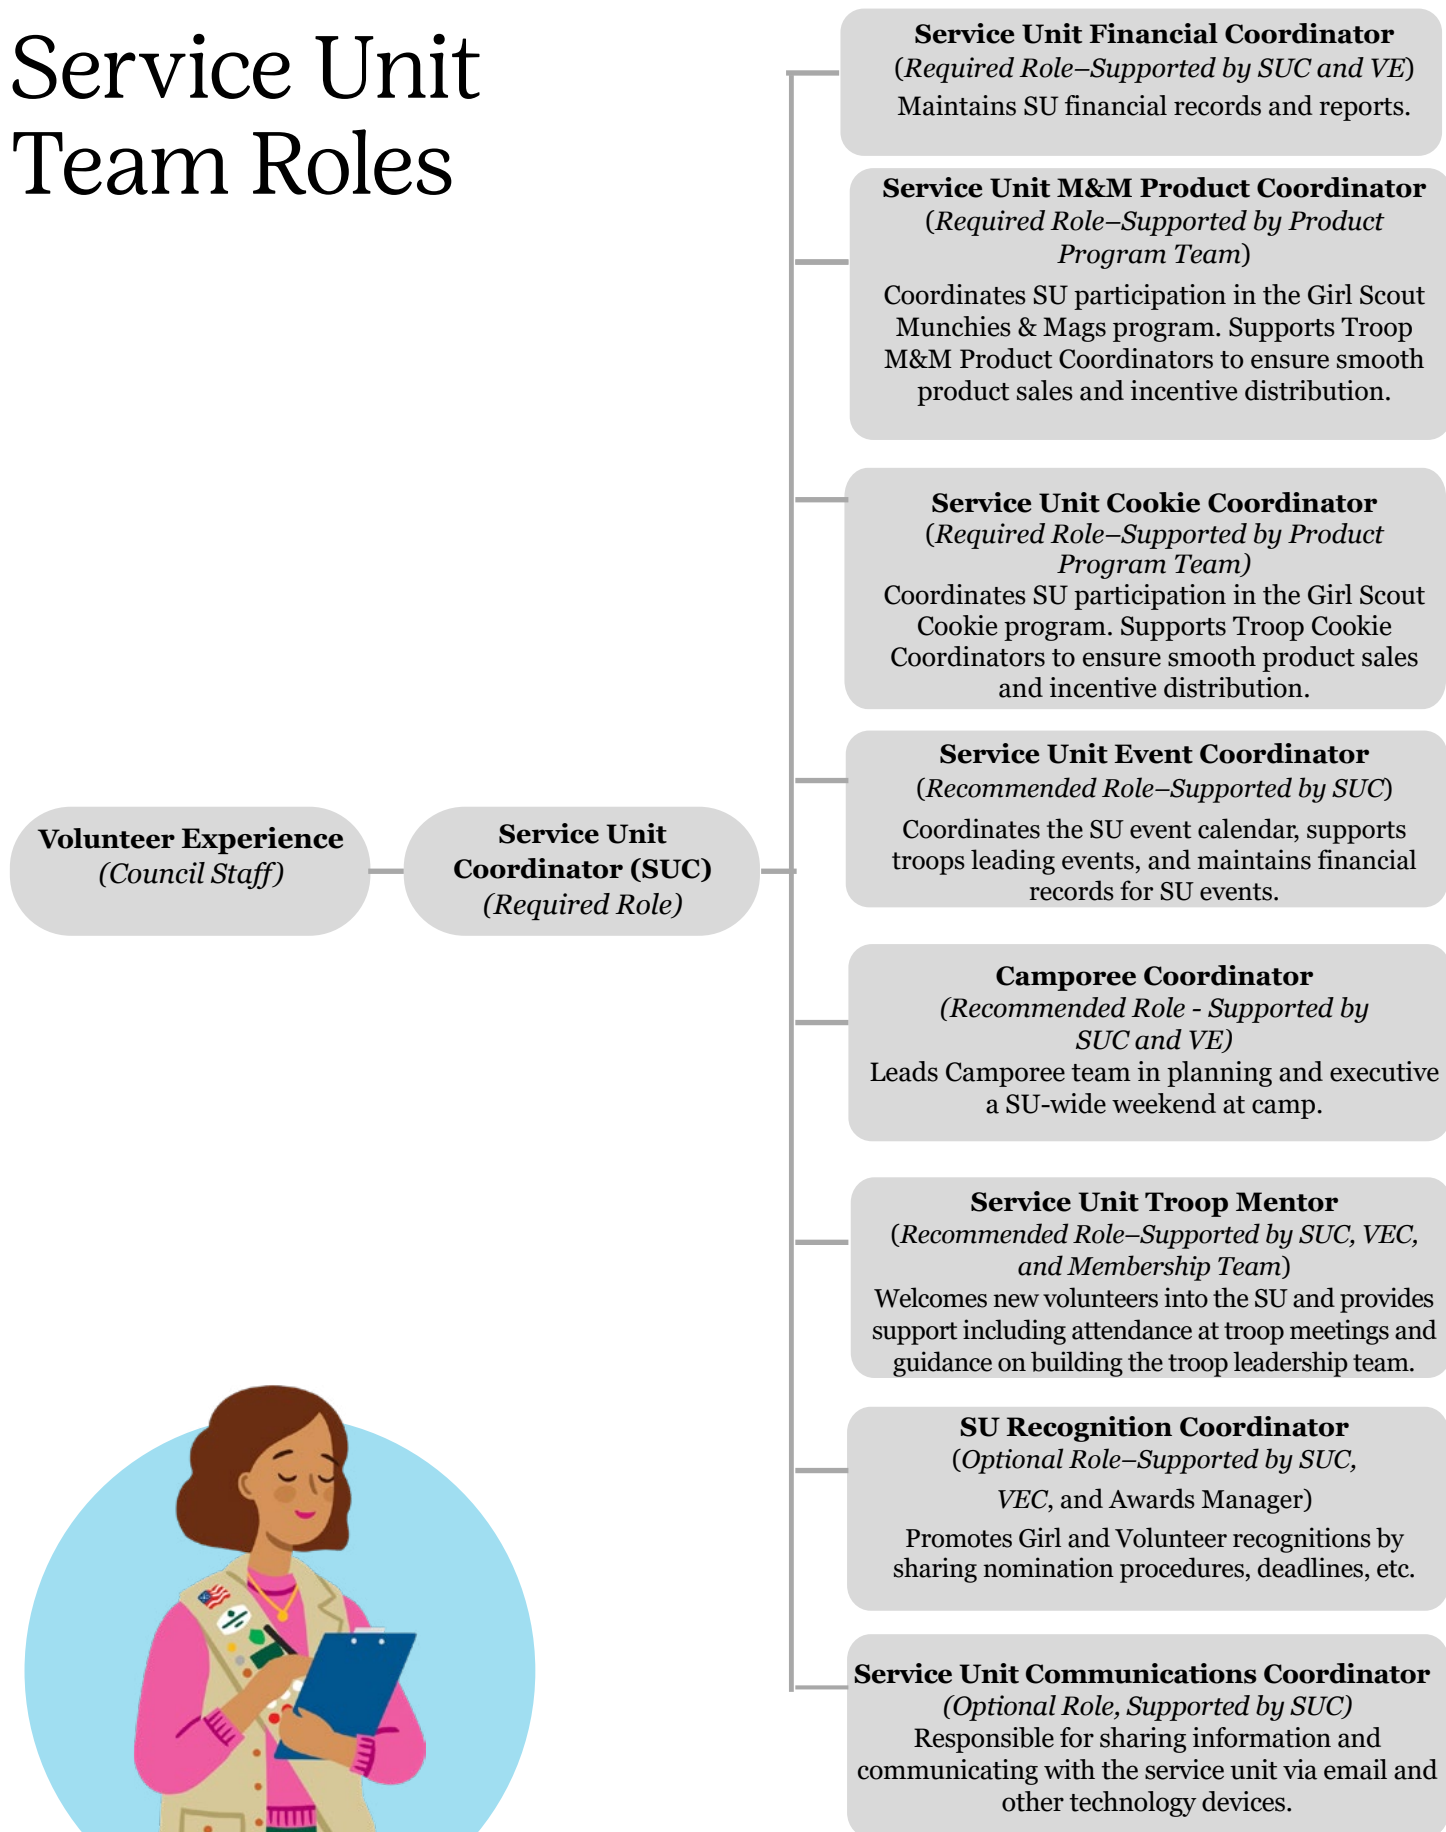 Service Unit
Team Roles
Service Unit Financial Coordinator
(Required Role–Supported by SUC and VE)
Maintains SU financial records and reports.
Service Unit M&M Product Coordinator
(Required Role–Supported by Product
Program Team)
Coordinates SU participation in the Girl Scout
Munchies & Mags program. Supports Troop
M&M Product Coordinators to ensure smooth
product sales and incentive distribution.
Service Unit Cookie Coordinator
(Required Role–Supported by Product
Program Team)
Coordinates SU participation in the Girl Scout
Cookie program. Supports Troop Cookie
Coordinators to ensure smooth product sales
and incentive distribution.
Service Unit Event Coordinator
(Recommended Role–Supported by SUC)
Coordinates the SU event calendar, supports
troops leading events, and maintains financial
records for SU events.
Volunteer Experience
(Council Staff)
Service Unit
Coordinator (SUC)
(Required Role)
Camporee Coordinator
(Recommended Role - Supported by
SUC and VE)
Leads Camporee team in planning and executive
a SU-wide weekend at camp.
Service Unit Troop Mentor
(Recommended Role–Supported by SUC, VEC,
and Membership Team)
Welcomes new volunteers into the SU and provides
support including attendance at troop meetings and
guidance on building the troop leadership team.
SU Recognition Coordinator
(Optional Role–Supported by SUC,
VEC, and Awards Manager)
Promotes Girl and Volunteer recognitions by
sharing nomination procedures, deadlines, etc.
Service Unit Communications Coordinator
(Optional Role, Supported by SUC)
Responsible for sharing information and
communicating with the service unit via email and
other technology devices.